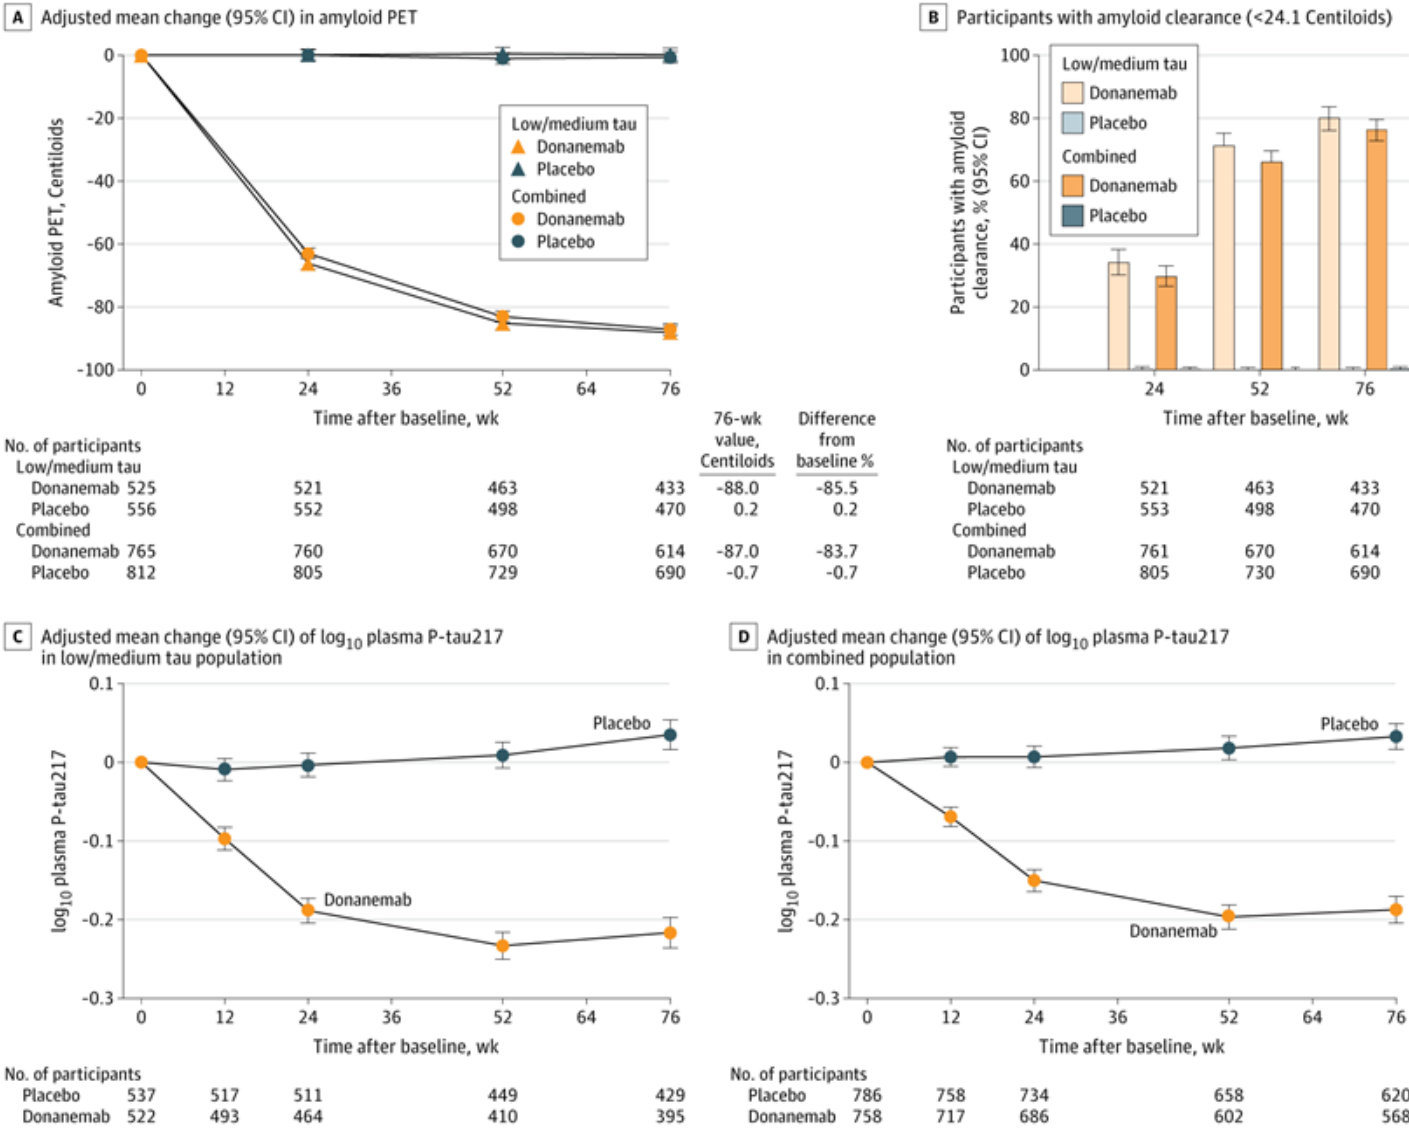 A Adjusted mean change (95% CI) in amyloid PET
0
-20
-40
-60
-80
-100
Amyloid PET, Centiloids
Low/medium tau
Donanemab
Placebo
Combined
Donanemab
Placebo
0 12 24 36 52 64 76
Time after baseline, wk
76-wk value, Centiloids
Difference from baseline %
No. of participants
Low/medium tau
Donanemab 525 521 463 433 -88.0 -85.5
Placebo 556 552 498 470 0.2 0.2
Combined
Donanemab 765 760 670 614 -87.0 -83.7
Placebo 812 805 729 690 -0.7 -0.7
B Participants with amyloid clearance (<24.1 Centiloids)
100
80
60
40
20
0
Participants with amyloid
clearance, % (95% CI)
Low/medium tau
Donanemab
Placebo
Combined
Donanemab
Placebo
24 52 76
Time after baseline, wk
No. of participants
Low/medium tau
Donanemab 521 463 433
Placebo 553 498 470
Combined
Donanemab 761 670 614
Placebo 805 730 690
C Adjusted mean change (95% CI) of log10 plasma P-tau217
in low/medium tau population
0.1
0
-0.1
-0.2
-0.3
log10 plasma P-tau217
Placebo
Donanemab
0 12 24 36 52 64 76
Time after baseline, wk
No. of participants
Placebo 537 517 511 449 429
Donanemab 522 493 464 410 395
D Adjusted mean change (95% CI) of log10 plasma P-tau217
in combined population
0.1
0
-0.1
-0.2
-0.3
log10 plasma P-tau217
Placebo
Donanemab
0 12 24 36 52 64 76
Time after baseline, wk
No. of participants
Placebo 786 758 734 658 620
Donanemab 758 717 686 602 568